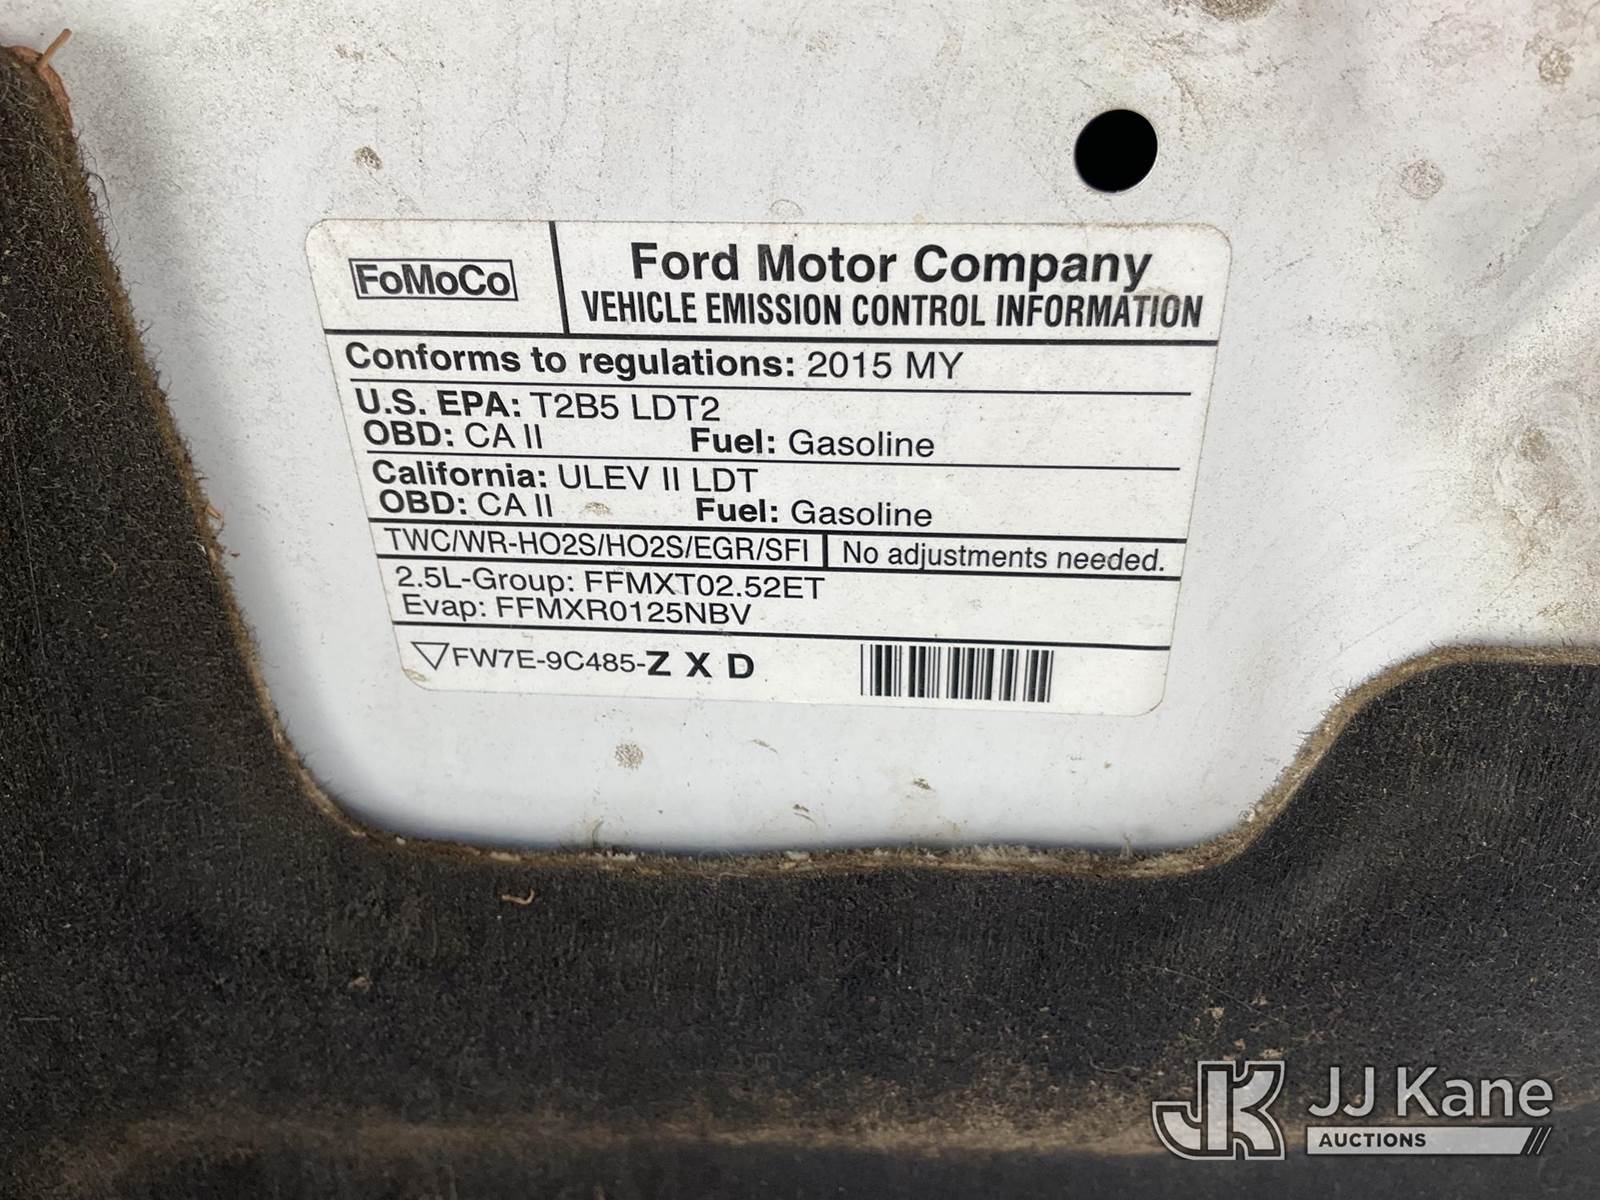 FoMoCo
Ford Motor Company
VEHICLE EMISSION CONTROL INFORMATION
Conforms to regulations: 2015 MY
U.S. EPA: T2B5 LDT2
OBD: CA II Fuel: Gasoline
California: ULEV II LDT
OBD: CA II Fuel: Gasoline
TWC/WR-HO2S/HO2S/EGR/SFI No adjustments needed.
2.5L-Group: FFMXT02.52ET
Evap: FFMXR0125NBV
FW7E-9C485-Z X D
JK JJ Kane
AUCTIONS